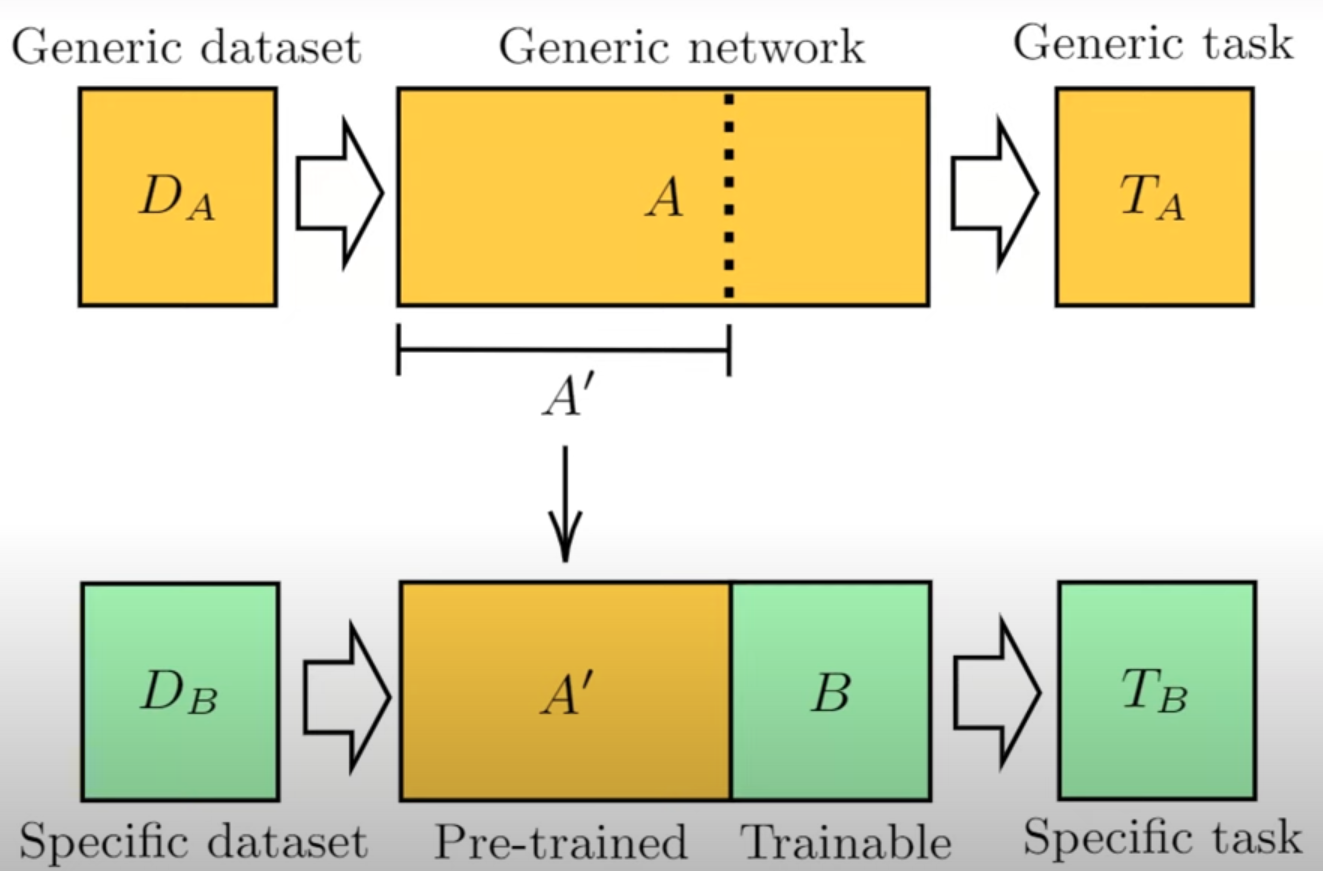 Generic dataset Generic network Generic task
D_A A T_A
A′
D_B A′ B T_B
Specific dataset Pre-trained Trainable Specific task